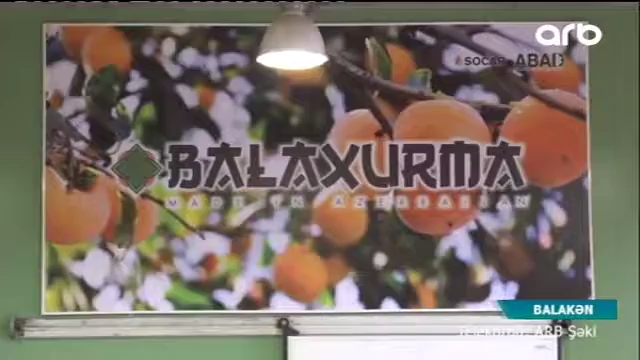 arb
SOCAR ABAD
BALAXURMA
MADE IN AZERBAIJAN
BALAKƏN
ARB Şəki